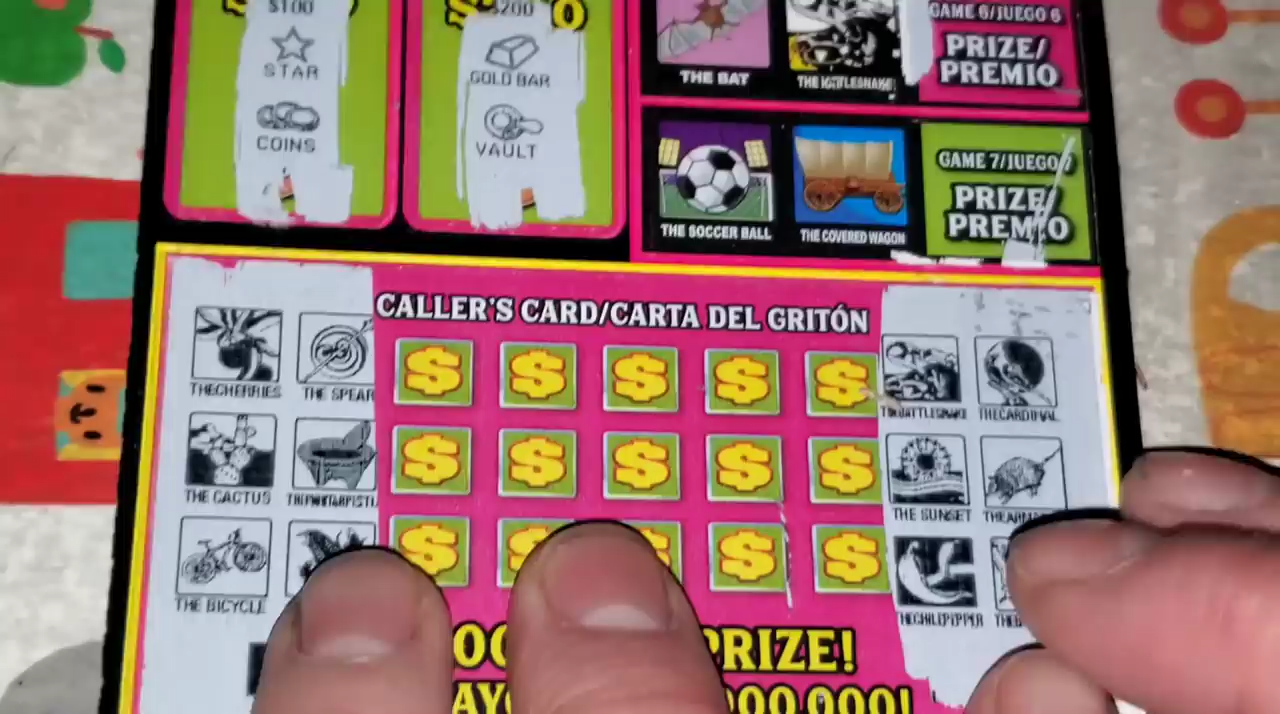 $100
STAR
COINS
$200
GOLD BAR
VAULT
THE BAT
THE RATTLESNAKE
GAME 6/JUEGO 6
PRIZE/
PREMIO
THE SOCCER BALL
THE COVERED WAGON
GAME 7/JUEGO 7
PRIZE/
PREMIO
CALLER'S CARD/CARTA DEL GRITÓN
THE CHERRIES
THE SPEAR
$ $ $ $ $
THE RATTLESNAKE
THE CARDINAL
THE CACTUS
$ $ $ $ $
THE SUNSET
THE BICYCLE
$ $ $ $ $
THE CHILE PEPPER
PRIZE!